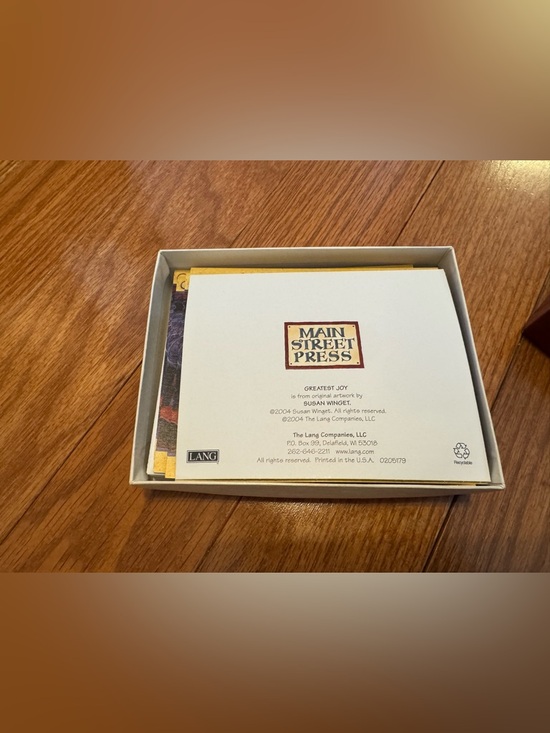 MAIN
STREET
PRESS
GREATEST JOY
is from original artwork by
SUSAN WINGET.
©2004 Susan Winget. All rights reserved.
©2004 The Lang Companies, LLC
The Lang Companies, LLC
P.O. Box 99, Delafield, WI 53018
262-646-2211 www.lang.com
All rights reserved. Printed in the U.S.A. 0205179
LANG
Recyclable